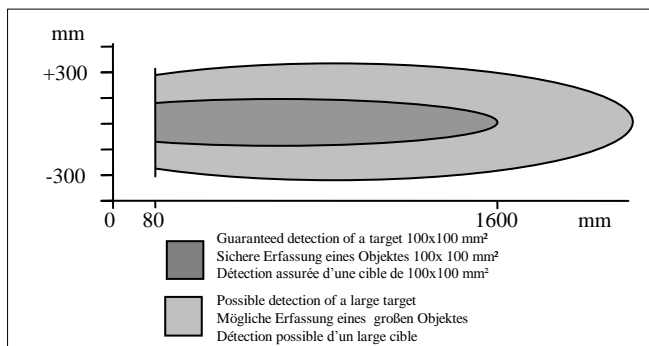 mm
+300
-300
0 80 1600 mm
Guaranteed detection of a target 100x100 mm²
Sichere Erfassung eines Objektes 100x 100 mm²
Détection assurée d'une cible de 100x100 mm²
Possible detection of a large target
Mögliche Erfassung eines großen Objektes
Détection possible d'un large cible